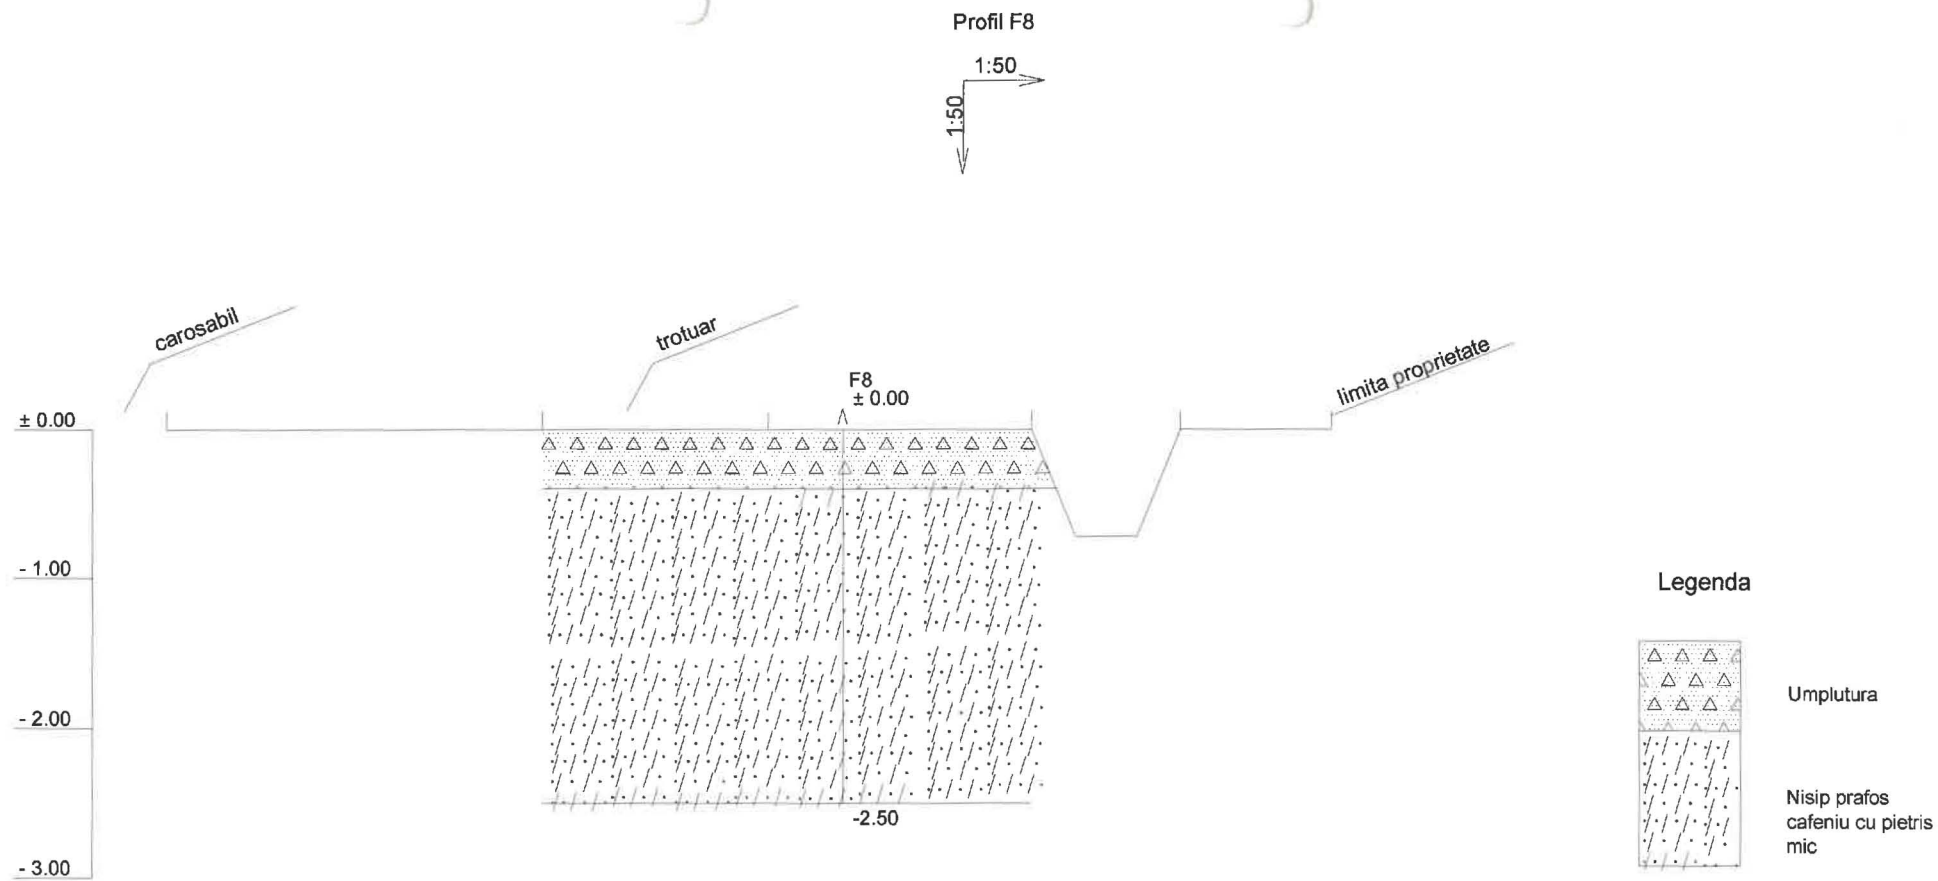 Profil F8
1:50
1:50
carosabil
trotuar
limita proprietate
F8
± 0.00
± 0.00
- 1.00
- 2.00
- 3.00
-2.50
Legenda
Umplutura
Nisip prafos
cafeniu cu pietris
mic